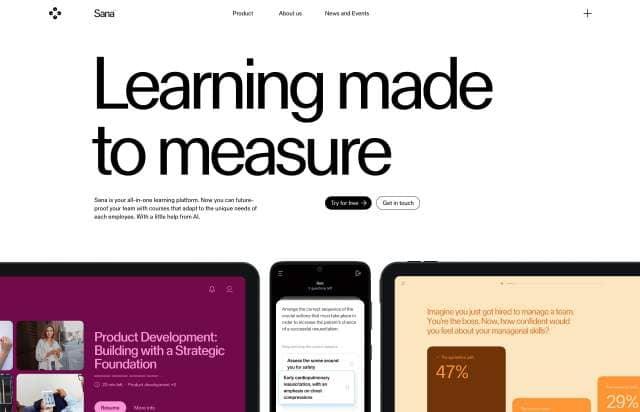 Sana
Product
About us
News and Events
Learning made
to measure
Sana is your all-in-one learning platform. Now you can future-
proof your team with courses that adapt to the unique needs of
each employee. With a little help from AI.
Try for free
Get in touch
Product Development:
Building with a Strategic
Foundation
20 min left · Product development +3
Resume
More info
Arrange the correct sequence of the
crucial actions that must take place in
order to increase the patient's chance
of a successful resuscitation
Assess the scene around
you for safety
Early cardiopulmonary
resuscitation, with an
emphasis on chest
compressions
Imagine you just got hired to manage a team.
You're the boss. Now, how confident would
you feel about your managerial skills?
47%
29%